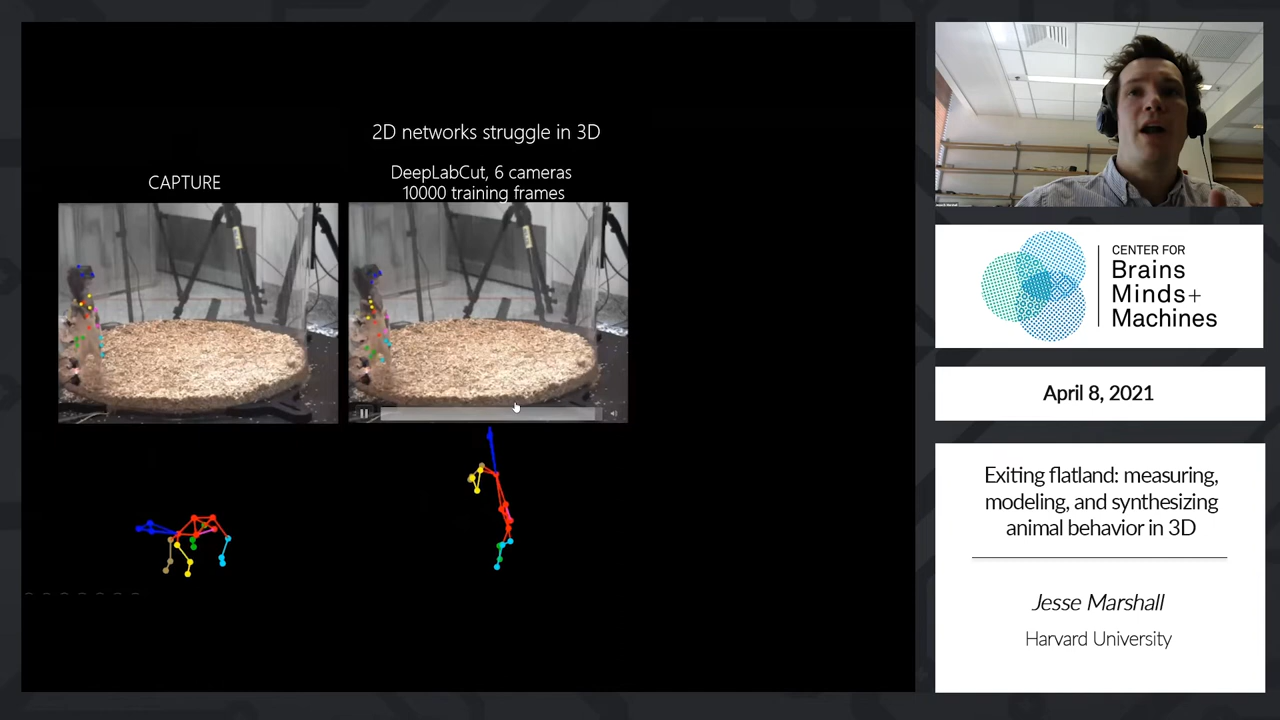 2D networks struggle in 3D
CAPTURE
DeepLabCut, 6 cameras
10000 training frames
CENTER FOR
Brains
Minds+
Machines
April 8, 2021
Exiting flatland: measuring,
modeling, and synthesizing
animal behavior in 3D
Jesse Marshall
Harvard University